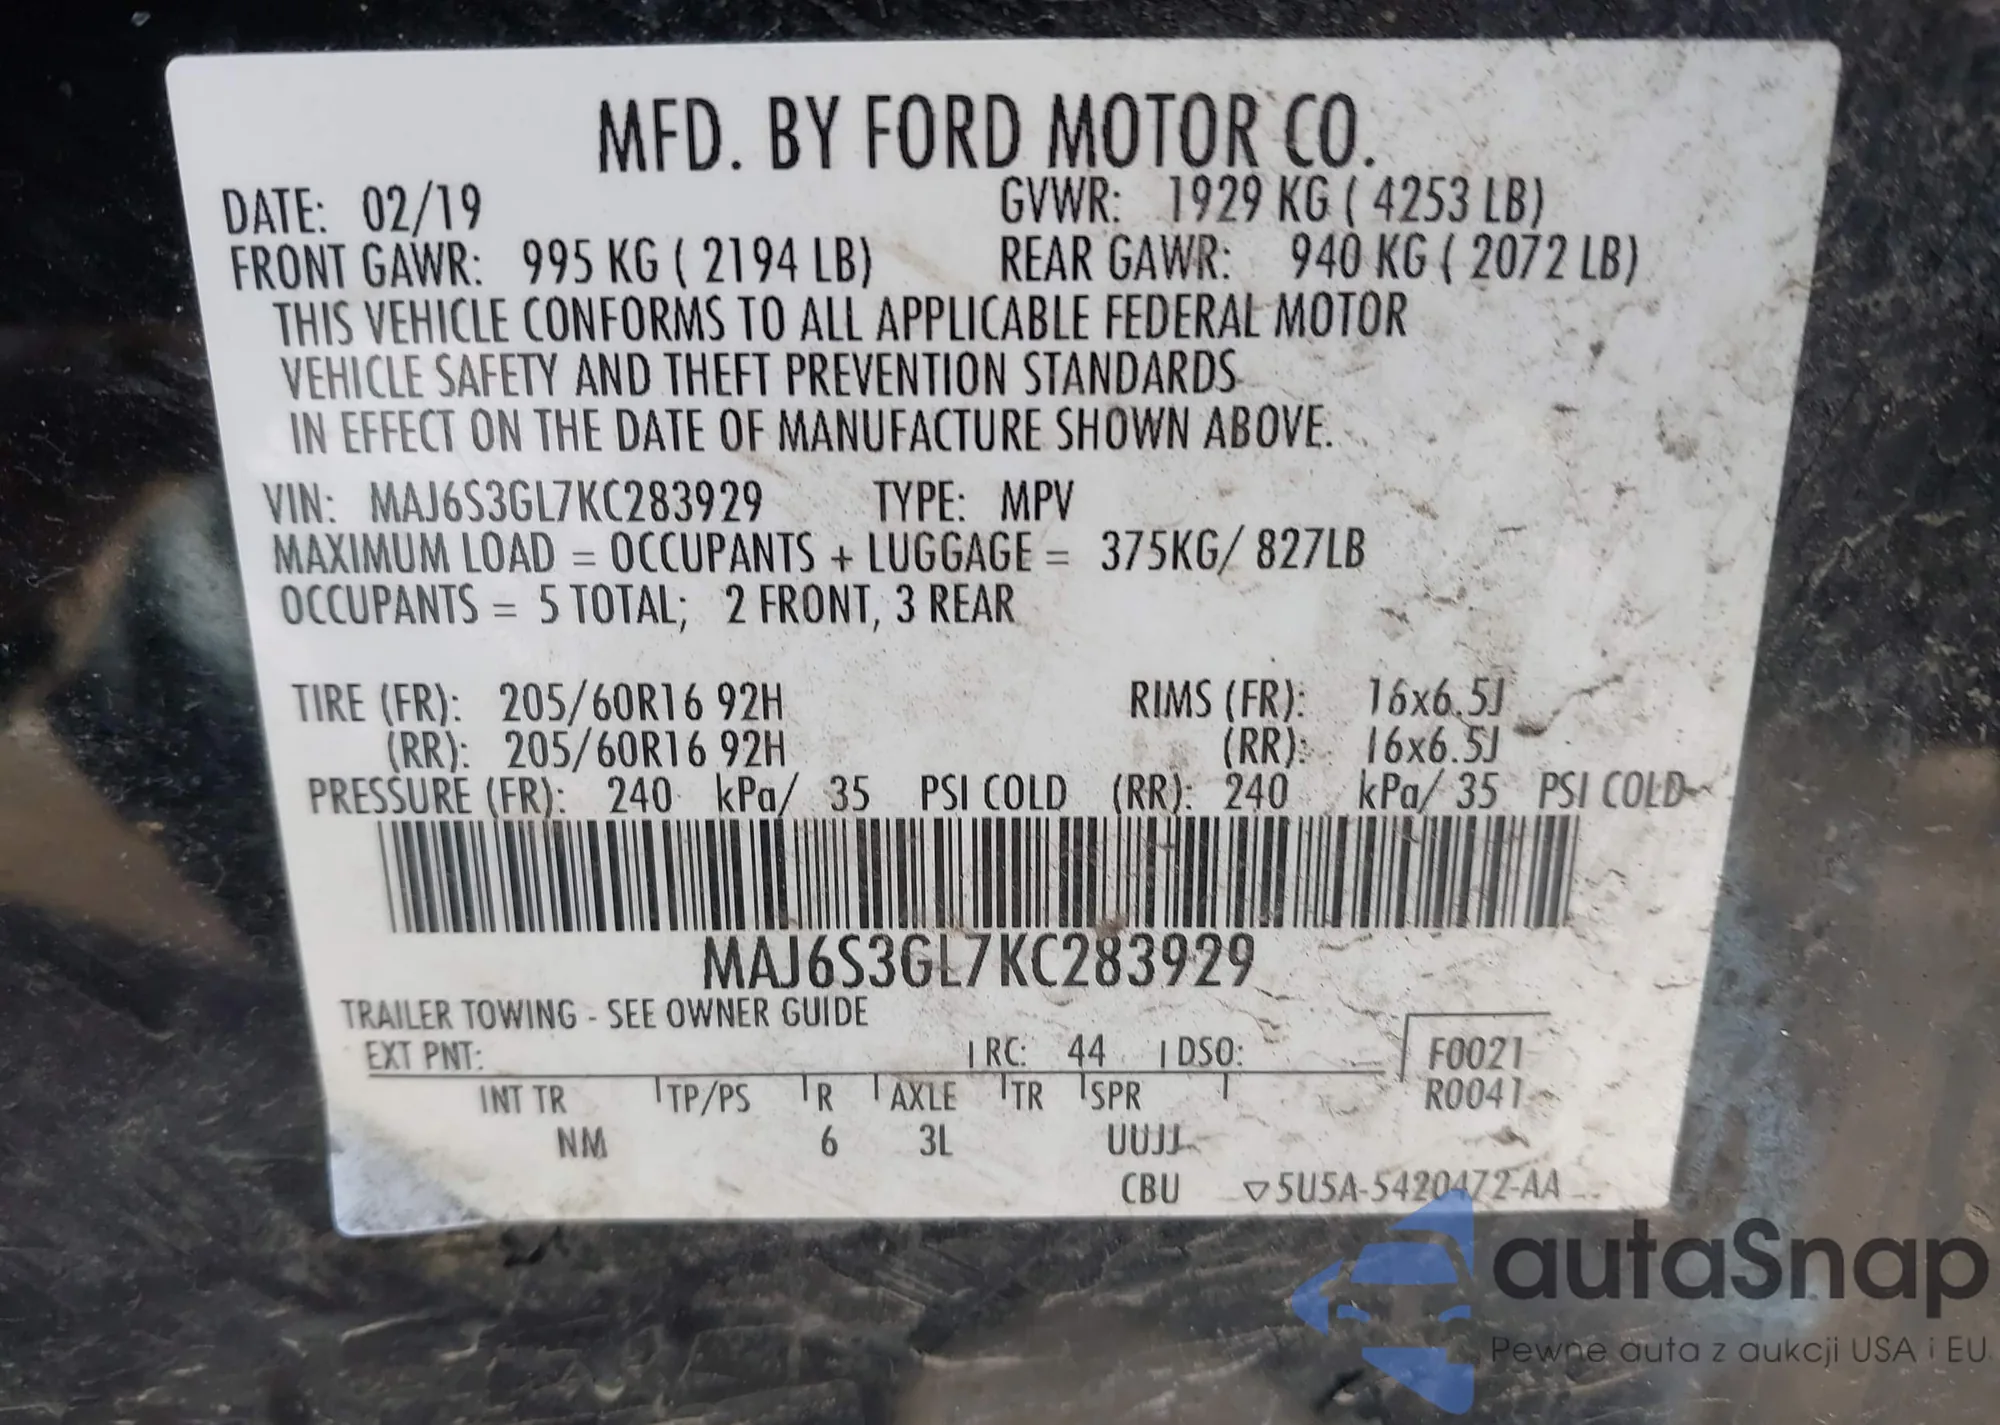 MFD. BY FORD MOTOR CO.
DATE: 02/19 GVWR: 1929 KG ( 4253 LB)
FRONT GAWR: 995 KG ( 2194 LB) REAR GAWR: 940 KG ( 2072 LB)
THIS VEHICLE CONFORMS TO ALL APPLICABLE FEDERAL MOTOR
VEHICLE SAFETY AND THEFT PREVENTION STANDARDS
IN EFFECT ON THE DATE OF MANUFACTURE SHOWN ABOVE.
VIN: MAJ6S3GL7KC283929 TYPE: MPV
MAXIMUM LOAD = OCCUPANTS + LUGGAGE = 375KG/ 827LB
OCCUPANTS = 5 TOTAL; 2 FRONT, 3 REAR
TIRE (FR): 205/60R16 92H RIMS (FR): 16x6.5J
(RR): 205/60R16 92H (RR): 16x6.5J
PRESSURE (FR): 240 kPa/ 35 PSI COLD (RR): 240 kPa/ 35 PSI COLD
MAJ6S3GL7KC283929
TRAILER TOWING - SEE OWNER GUIDE
EXT PNT: RC: 44 DSO: F0021
INT TR TP/PS R AXLE TR SPR R0041
NM 6 3L UUJJ
CBU ▽5U5A-5420472-AA
autaSnap
Pewne auta z aukcji USA i EU